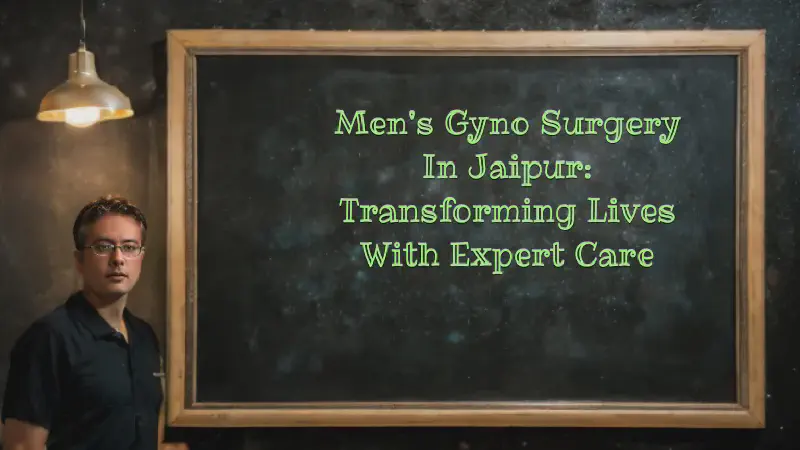 Men's Gyno Surgery
In Jaipur:
Transforming Lives
With Expert Care